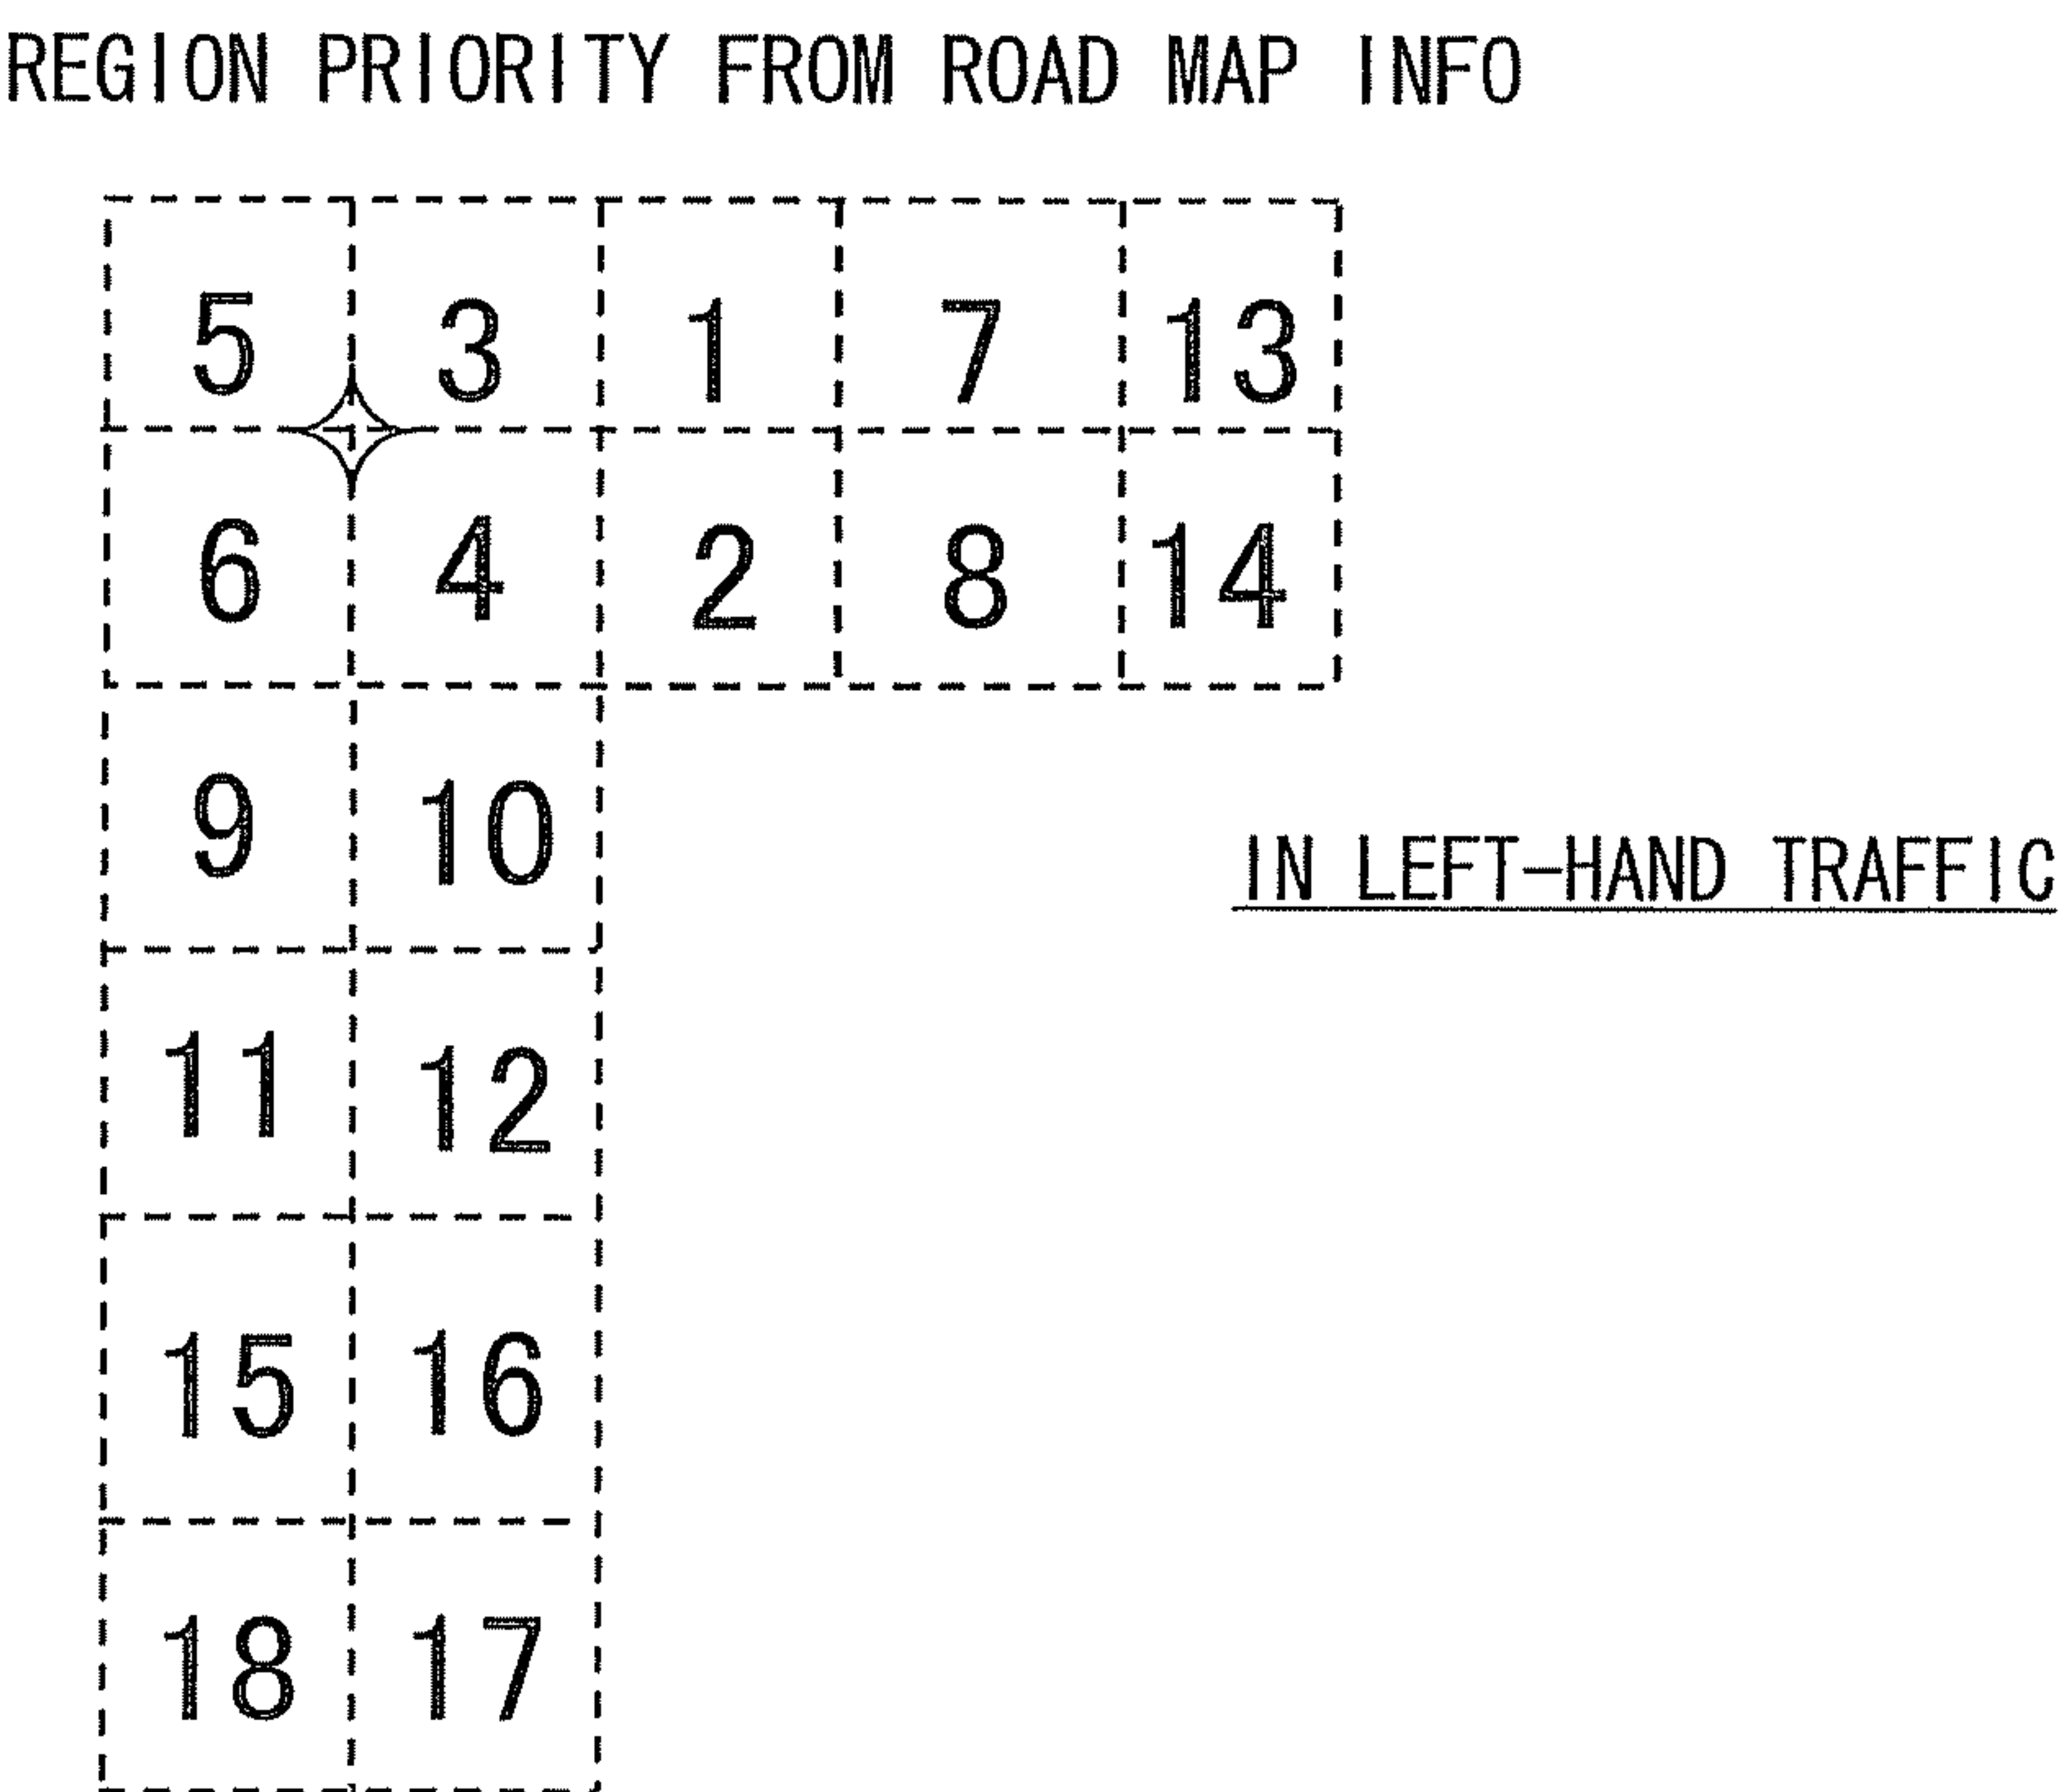 REGION PRIORITY FROM ROAD MAP INFO
5 3 1 7 13
6 4 2 8 14
9 10
IN LEFT-HAND TRAFFIC
11 12
15 16
18 17